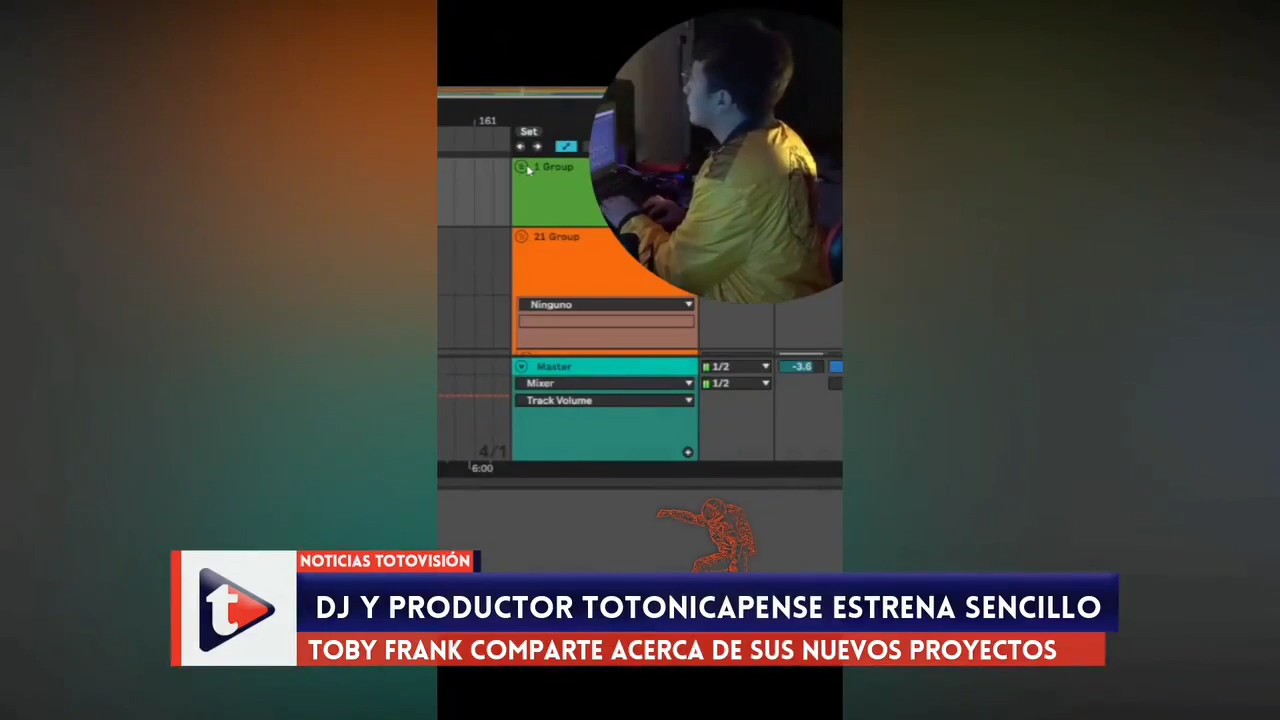 161
Set
1 Group
21 Group
Ninguno
Master
1/2
-3.6
Mixer
1/2
Track Volume
4/1
6:00
NOTICIAS TOTOVISIÓN
t
DJ Y PRODUCTOR TOTONICAPENSE ESTRENA SENCILLO
TOBY FRANK COMPARTE ACERCA DE SUS NUEVOS PROYECTOS